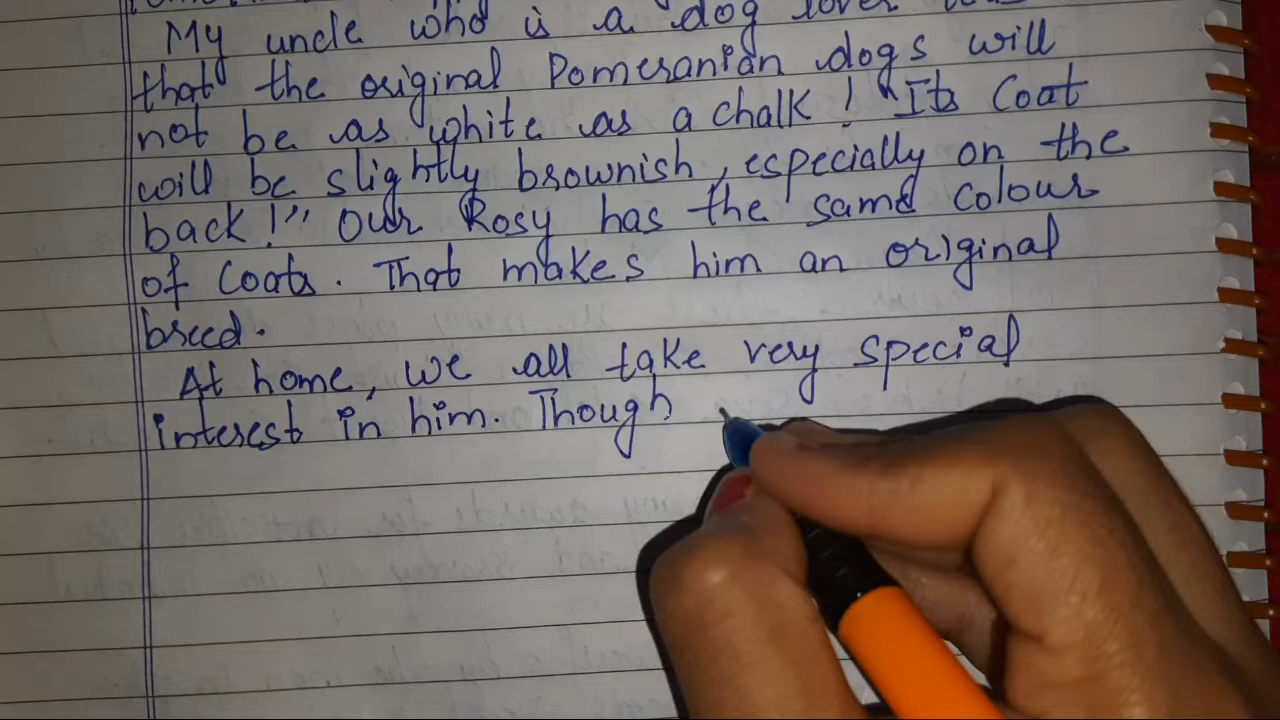 My uncle who is a dog lover
that the original Pomeranian dogs will
not be as white as a chalk! "Its Coat
will be slightly brownish, especially on the
back!" Our Rosy has the same colour
of Coats. That makes him an original
breed.
At home, we all take very special
interest in him. Though